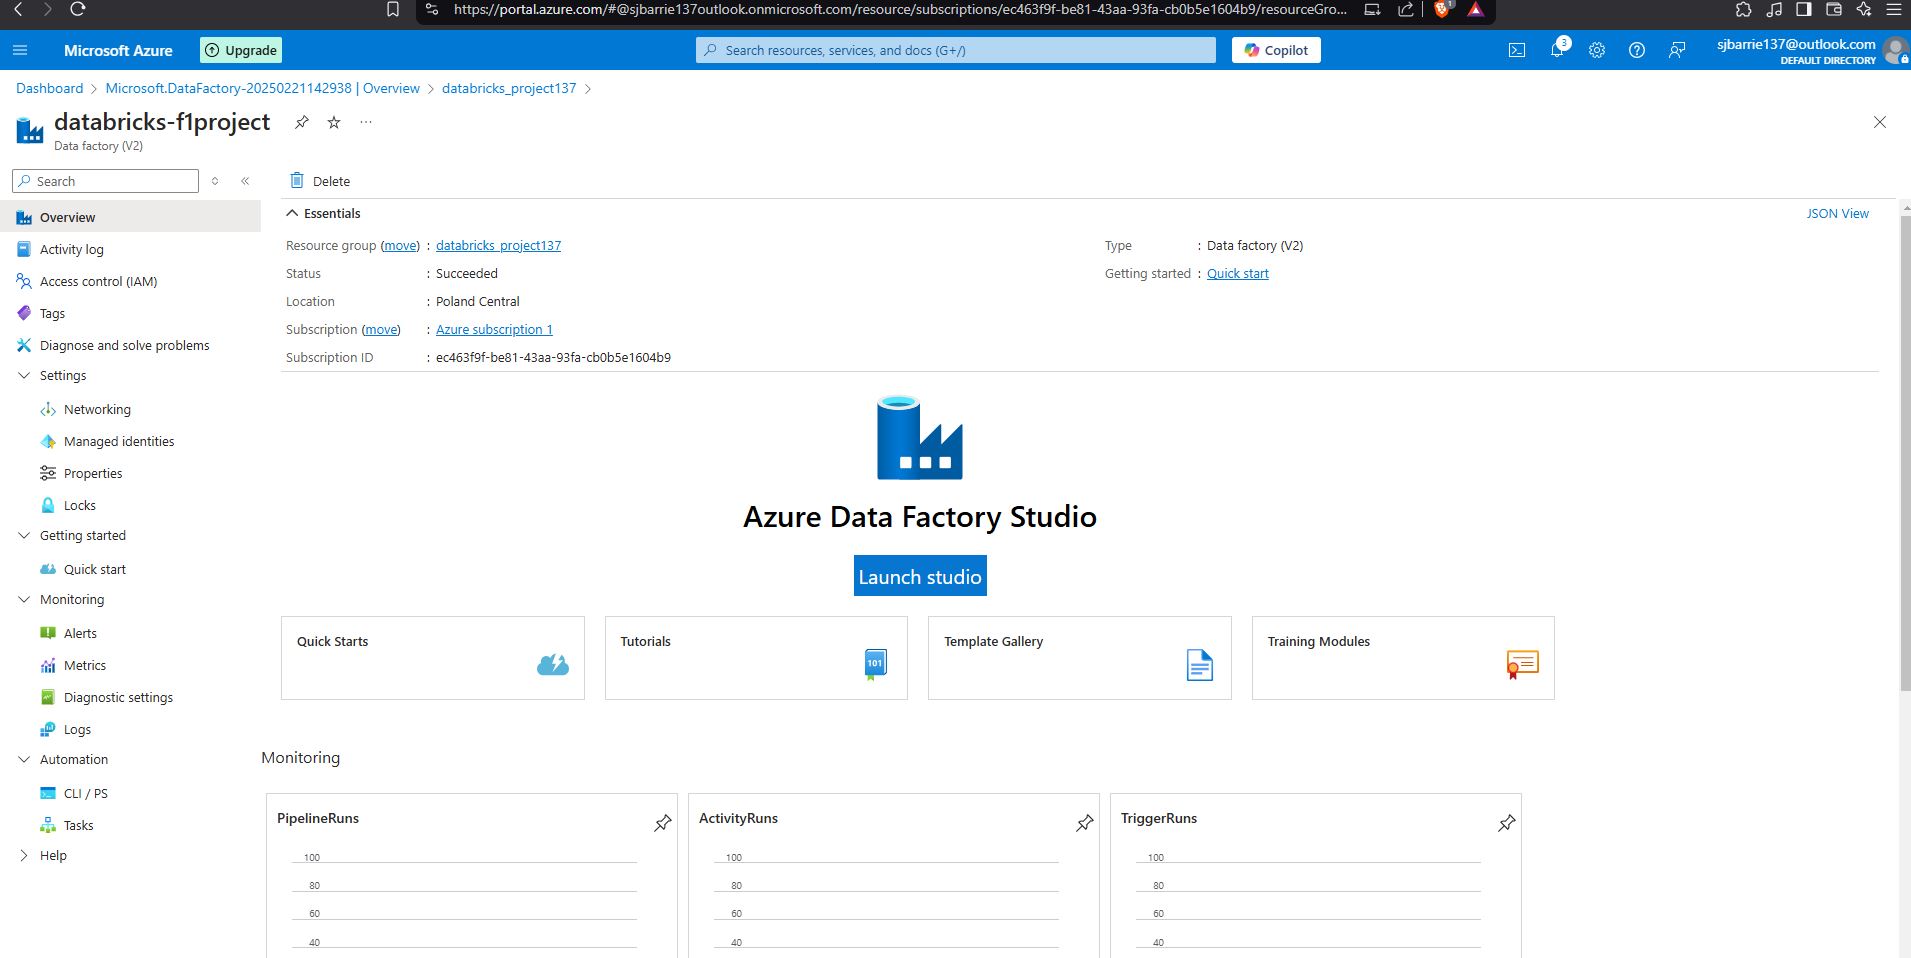 https://portal.azure.com/#@sjbarrie137outlook.onmicrosoft.com/resource/subscriptions/ec463f9f-be81-43aa-93fa-cb0b5e1604b9/resourceGro...
1
Microsoft Azure
Upgrade
Search resources, services, and docs (G+/)
Copilot
3
sjbarrie137@outlook.com
DEFAULT DIRECTORY
Dashboard > Microsoft.DataFactory-20250221142938 | Overview > databricks_project137 >
databricks-f1project
...
Data factory (V2)
Search
Delete
Overview
Activity log
Access control (IAM)
Tags
Diagnose and solve problems
Settings
Networking
Managed identities
Properties
Locks
Getting started
Quick start
Monitoring
Alerts
Metrics
Diagnostic settings
Logs
Automation
CLI / PS
Tasks
Help
Essentials
JSON View
Resource group (move) : databricks_project137
Status : Succeeded
Location : Poland Central
Subscription (move) : Azure subscription 1
Subscription ID : ec463f9f-be81-43aa-93fa-cb0b5e1604b9
Type : Data factory (V2)
Getting started : Quick start
Azure Data Factory Studio
Launch studio
Quick Starts
Tutorials
101
Template Gallery
Training Modules
Monitoring
PipelineRuns
100
80
60
40
ActivityRuns
100
80
60
40
TriggerRuns
100
80
60
40